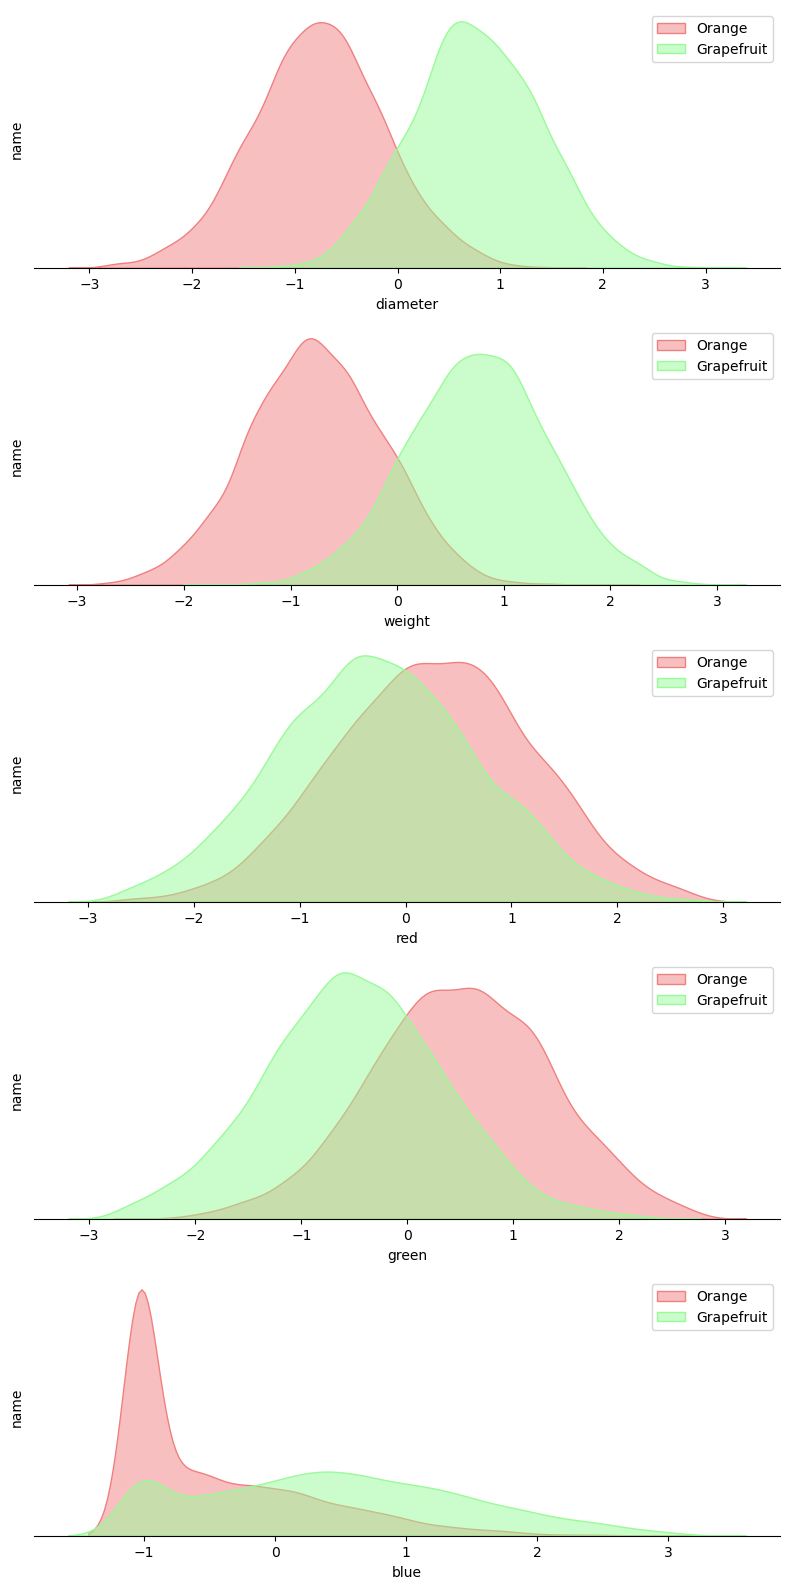 Orange
Grapefruit
name
−3 −2 −1 0 1 2 3
diameter
Orange
Grapefruit
name
−3 −2 −1 0 1 2 3
weight
Orange
Grapefruit
name
−3 −2 −1 0 1 2 3
red
Orange
Grapefruit
name
−3 −2 −1 0 1 2 3
green
Orange
Grapefruit
name
−1 0 1 2 3
blue